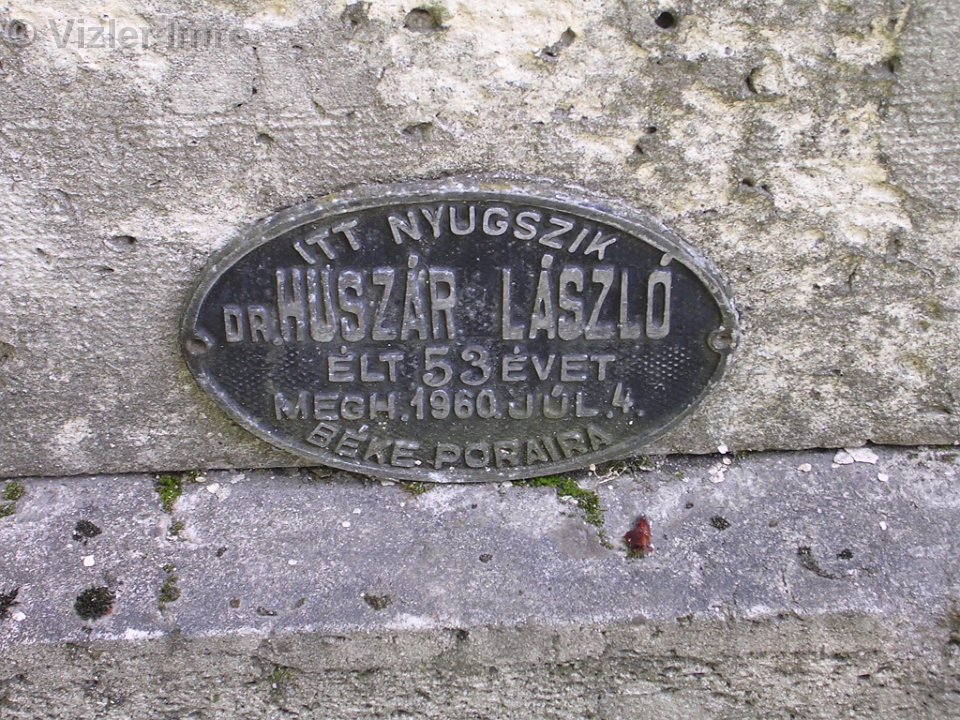 © Vizler Imre
ITT NYUGSZIK
DR. HUSZÁR LÁSZLÓ
ÉLT 53 ÉVET
MEGH. 1960. JÚL. 4.
BÉKE PORAIRA